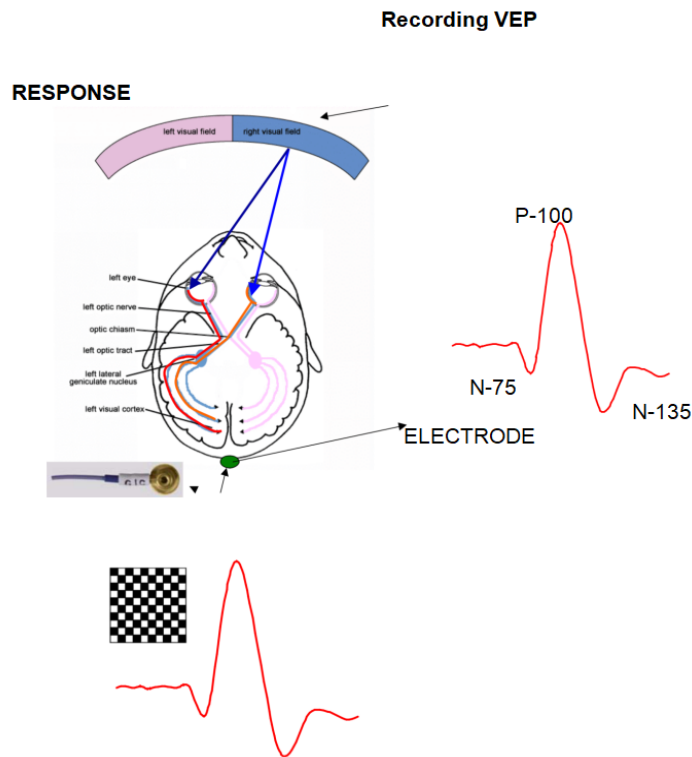 Recording VEP
RESPONSE
left visual field
right visual field
P-100
left eye
left optic nerve
optic chiasm
left optic tract
left lateral
geniculate nucleus
left visual cortex
N-75
N-135
ELECTRODE